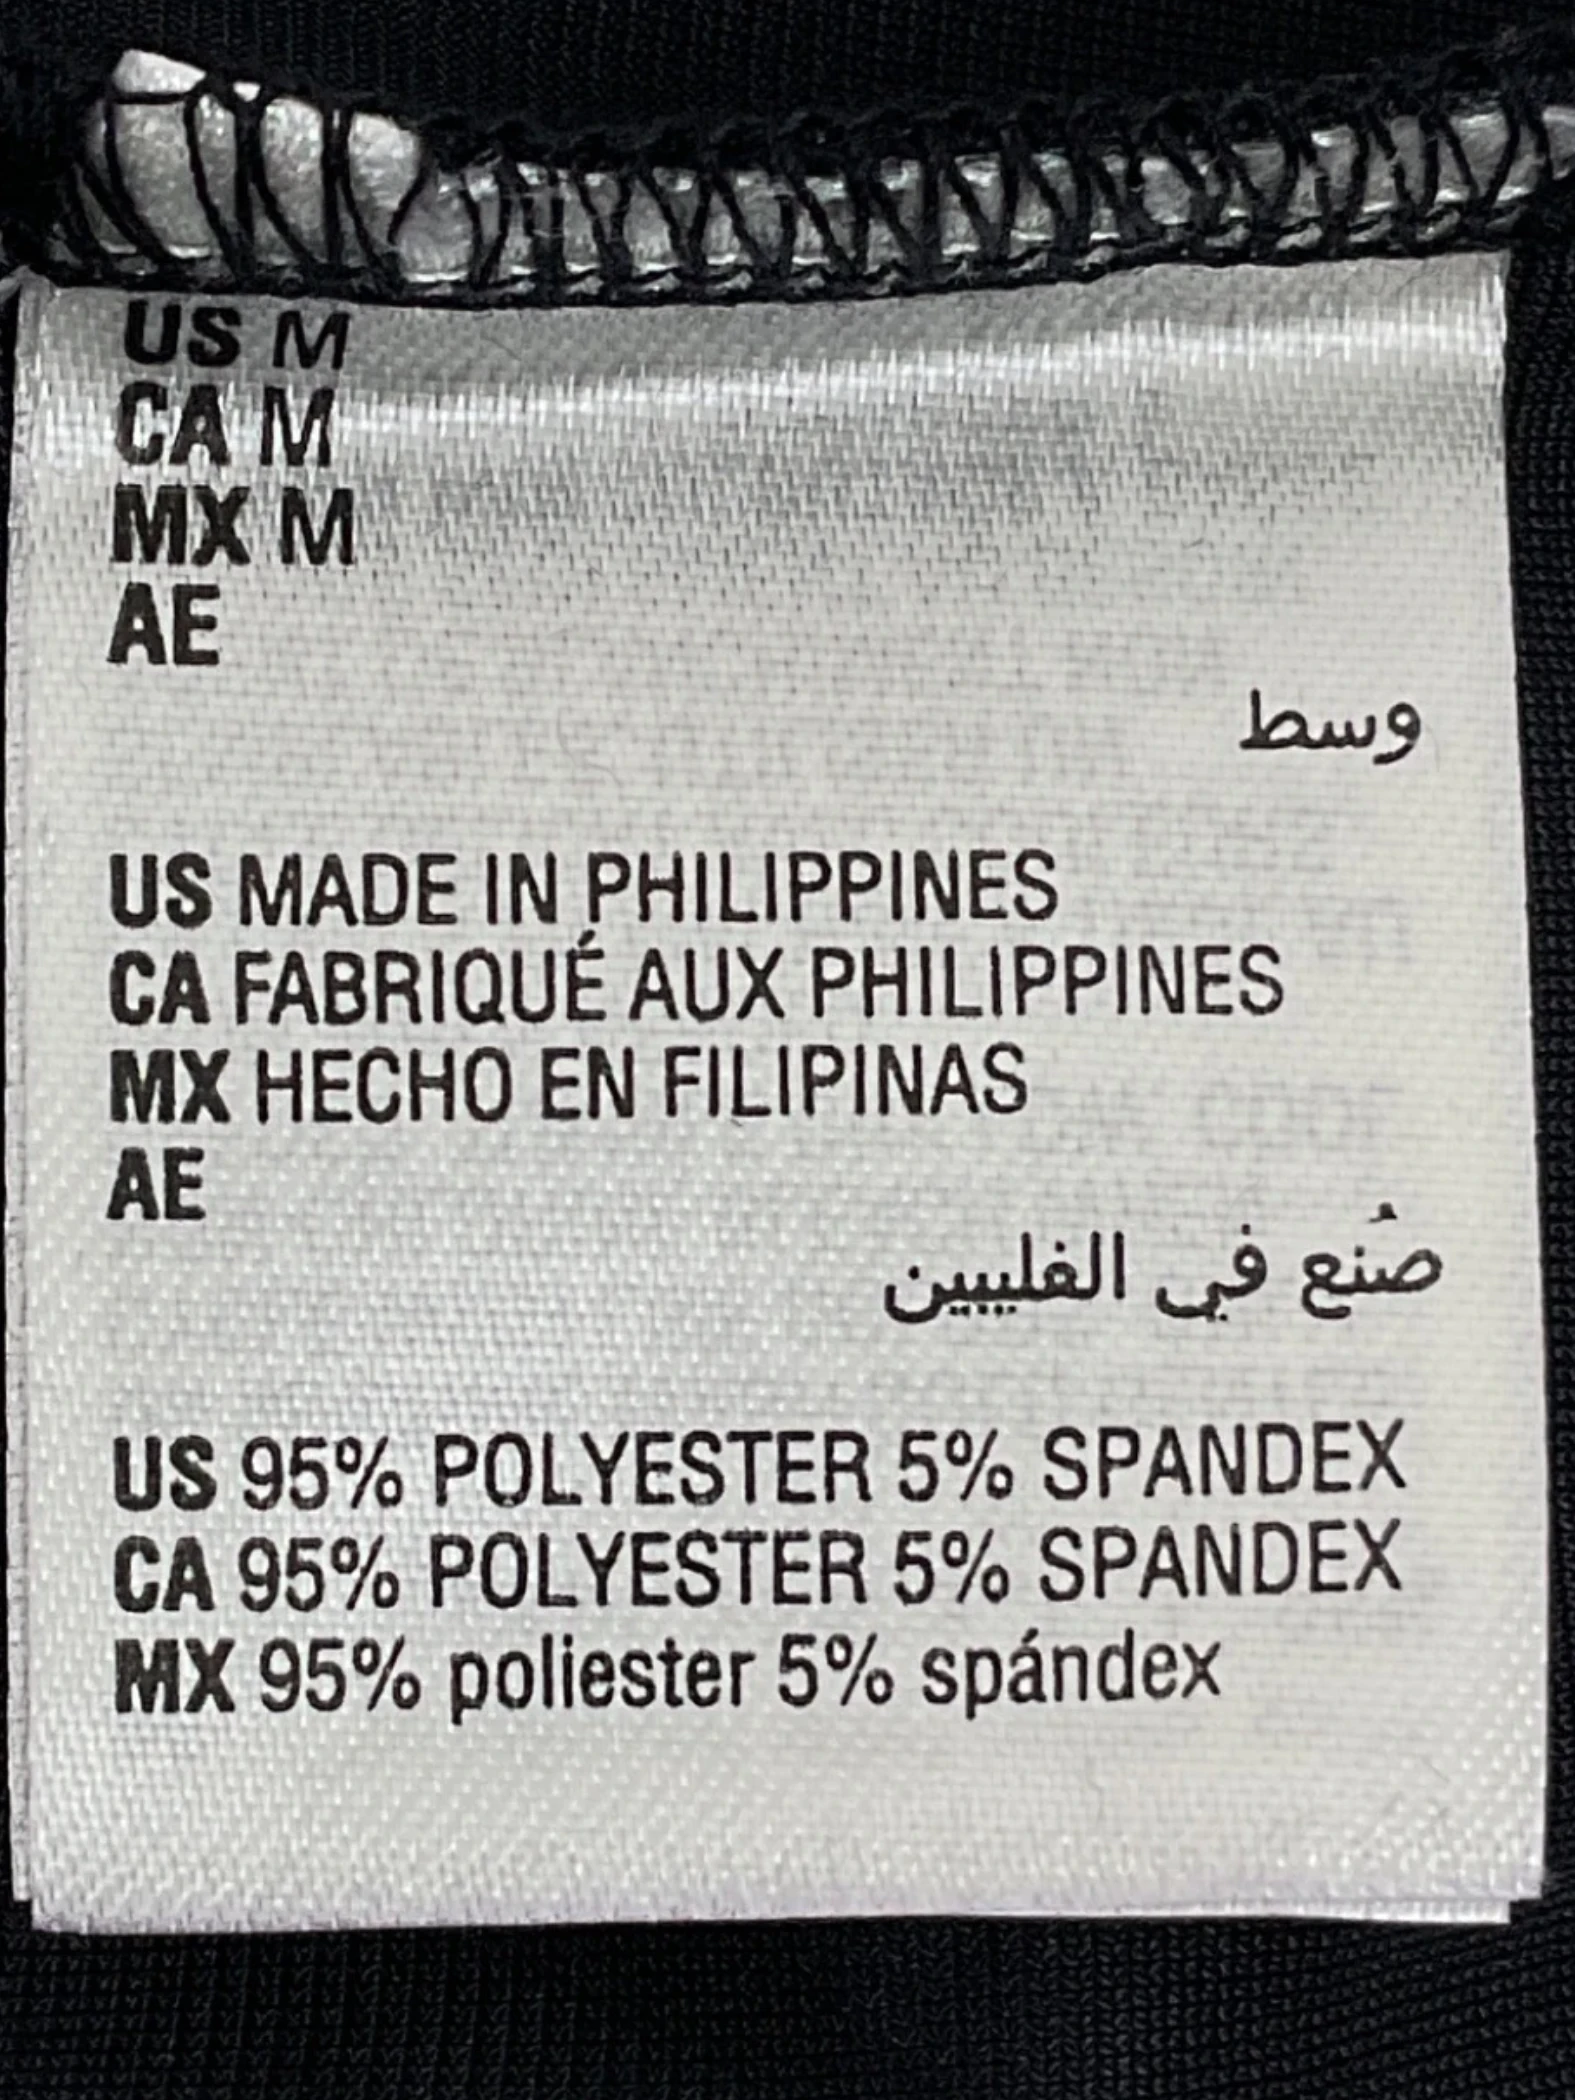 US M
CA M
MX M
AE
وسط
US MADE IN PHILIPPINES
CA FABRIQUÉ AUX PHILIPPINES
MX HECHO EN FILIPINAS
AE
صُنع في الفليبين
US 95% POLYESTER 5% SPANDEX
CA 95% POLYESTER 5% SPANDEX
MX 95% poliester 5% spándex